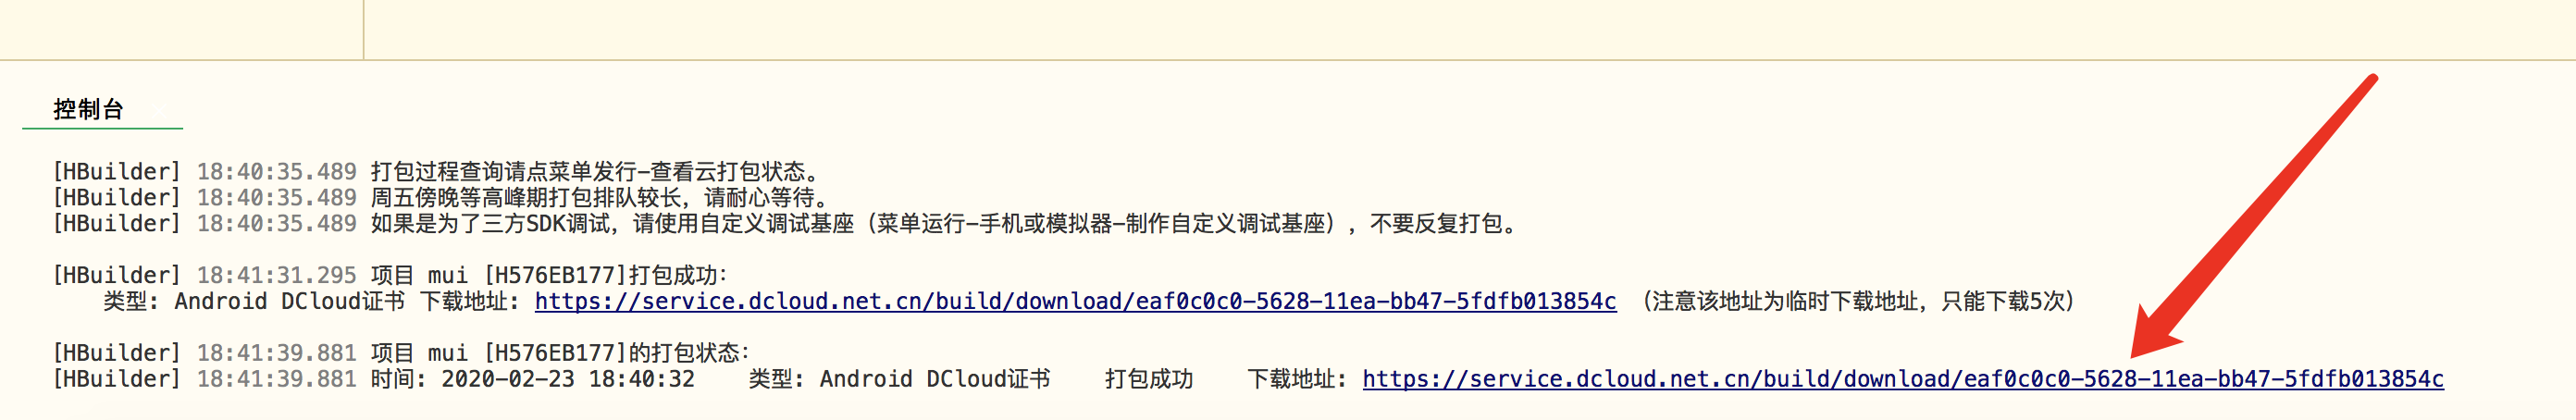 控制台
[HBuilder] 18:40:35.489 打包过程查询请点菜单发行-查看云打包状态。
[HBuilder] 18:40:35.489 周五傍晚等高峰期打包排队较长，请耐心等待。
[HBuilder] 18:40:35.489 如果是为了三方SDK调试，请使用自定义调试基座（菜单运行-手机或模拟器-制作自定义调试基座），不要反复打包。
[HBuilder] 18:41:31.295 项目 mui [H576EB177]打包成功：
类型: Android DCloud证书 下载地址: https://service.dcloud.net.cn/build/download/eaf0c0c0-5628-11ea-bb47-5fdfb013854c （注意该地址为临时下载地址，只能下载5次）
[HBuilder] 18:41:39.881 项目 mui [H576EB177]的打包状态：
[HBuilder] 18:41:39.881 时间: 2020-02-23 18:40:32 类型: Android DCloud证书 打包成功 下载地址: https://service.dcloud.net.cn/build/download/eaf0c0c0-5628-11ea-bb47-5fdfb013854c